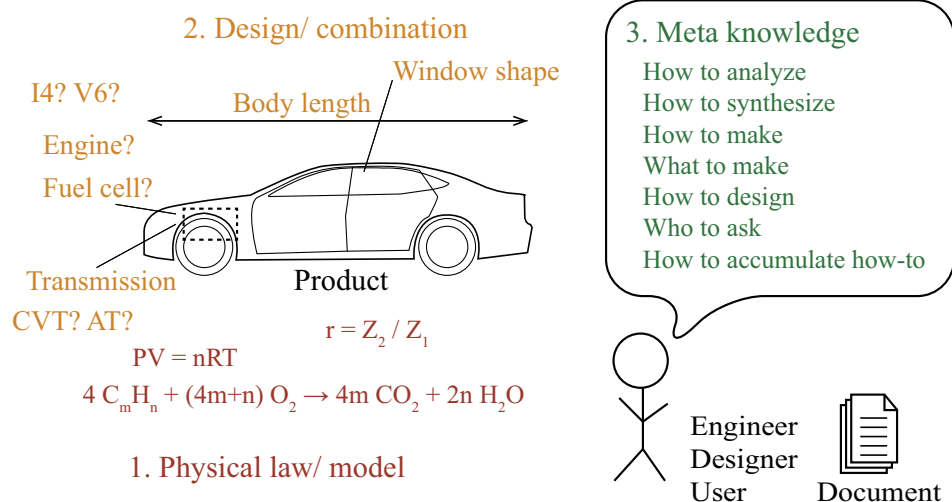 2. Design/ combination
Window shape
I4? V6?
Body length
Engine?
Fuel cell?
Transmission
Product
CVT? AT?
r = Z₂ / Z₁
PV = nRT
4 CₘHₙ + (4m+n) O₂ → 4m CO₂ + 2n H₂O
1. Physical law/ model
3. Meta knowledge
How to analyze
How to synthesize
How to make
What to make
How to design
Who to ask
How to accumulate how-to
Engineer
Designer
User
Document